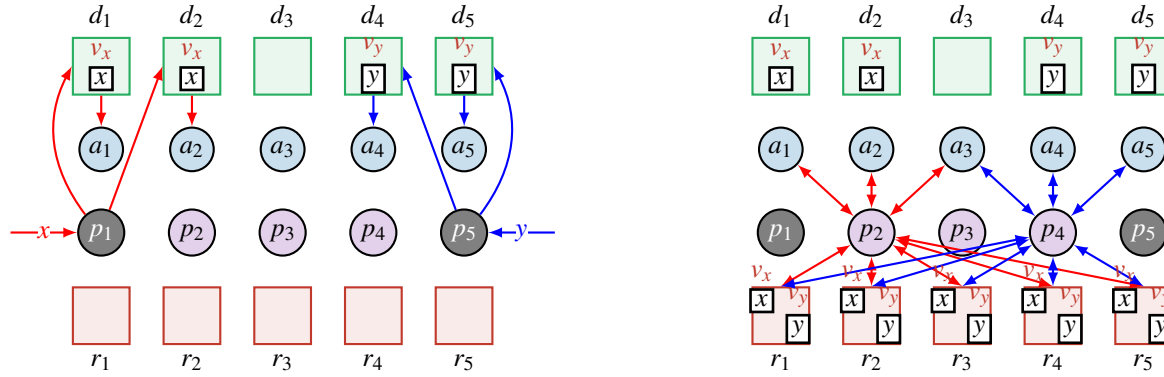 d1 d2 d3 d4 d5
vx vx vy vy
x x y y
a1 a2 a3 a4 a5
x p1 p2 p3 p4 p5 y
r1 r2 r3 r4 r5
d1 d2 d3 d4 d5
vx vx vy vy
x x y y
a1 a2 a3 a4 a5
p1 p2 p3 p4 p5
vx vx vx vx vx
x vy x vy x vy x vy x vy
y y y y y
r1 r2 r3 r4 r5